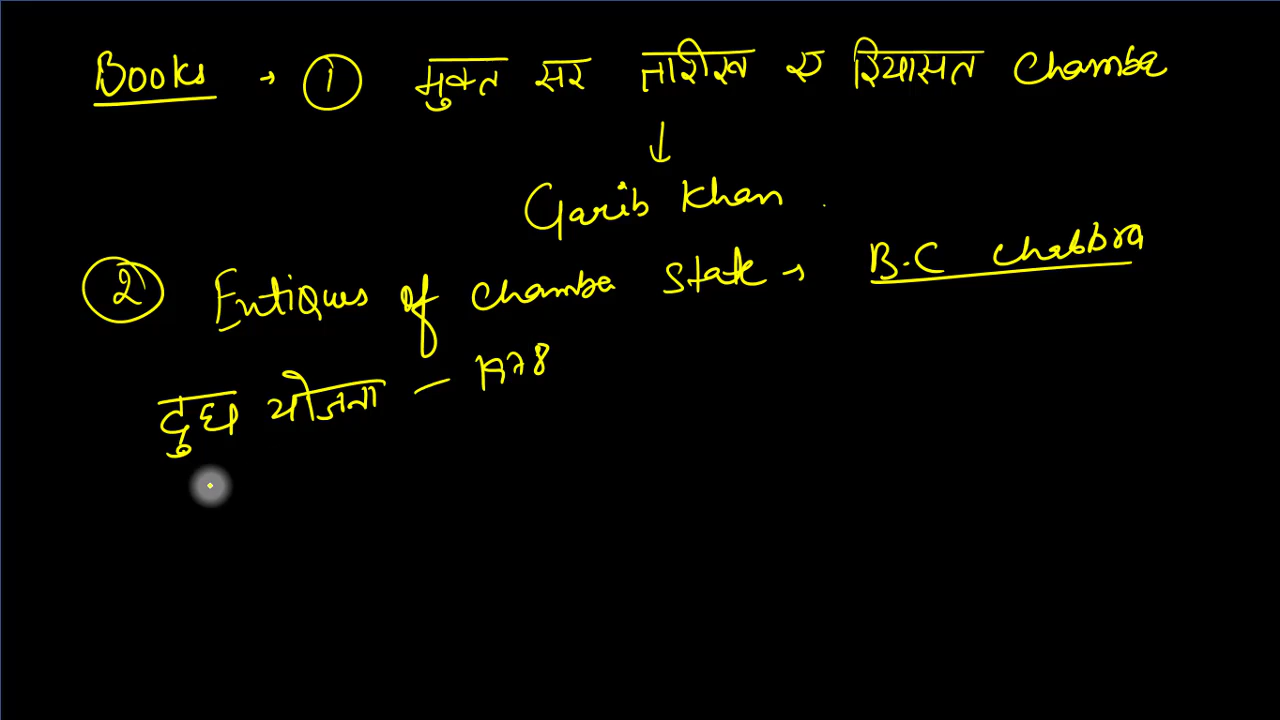 Books → ① मुक्त सर तारीख ए रियासत Chamba
↓
Garib Khan
② Entiques of Chamba State → B.C Chabbra
दुध योजना - 1978